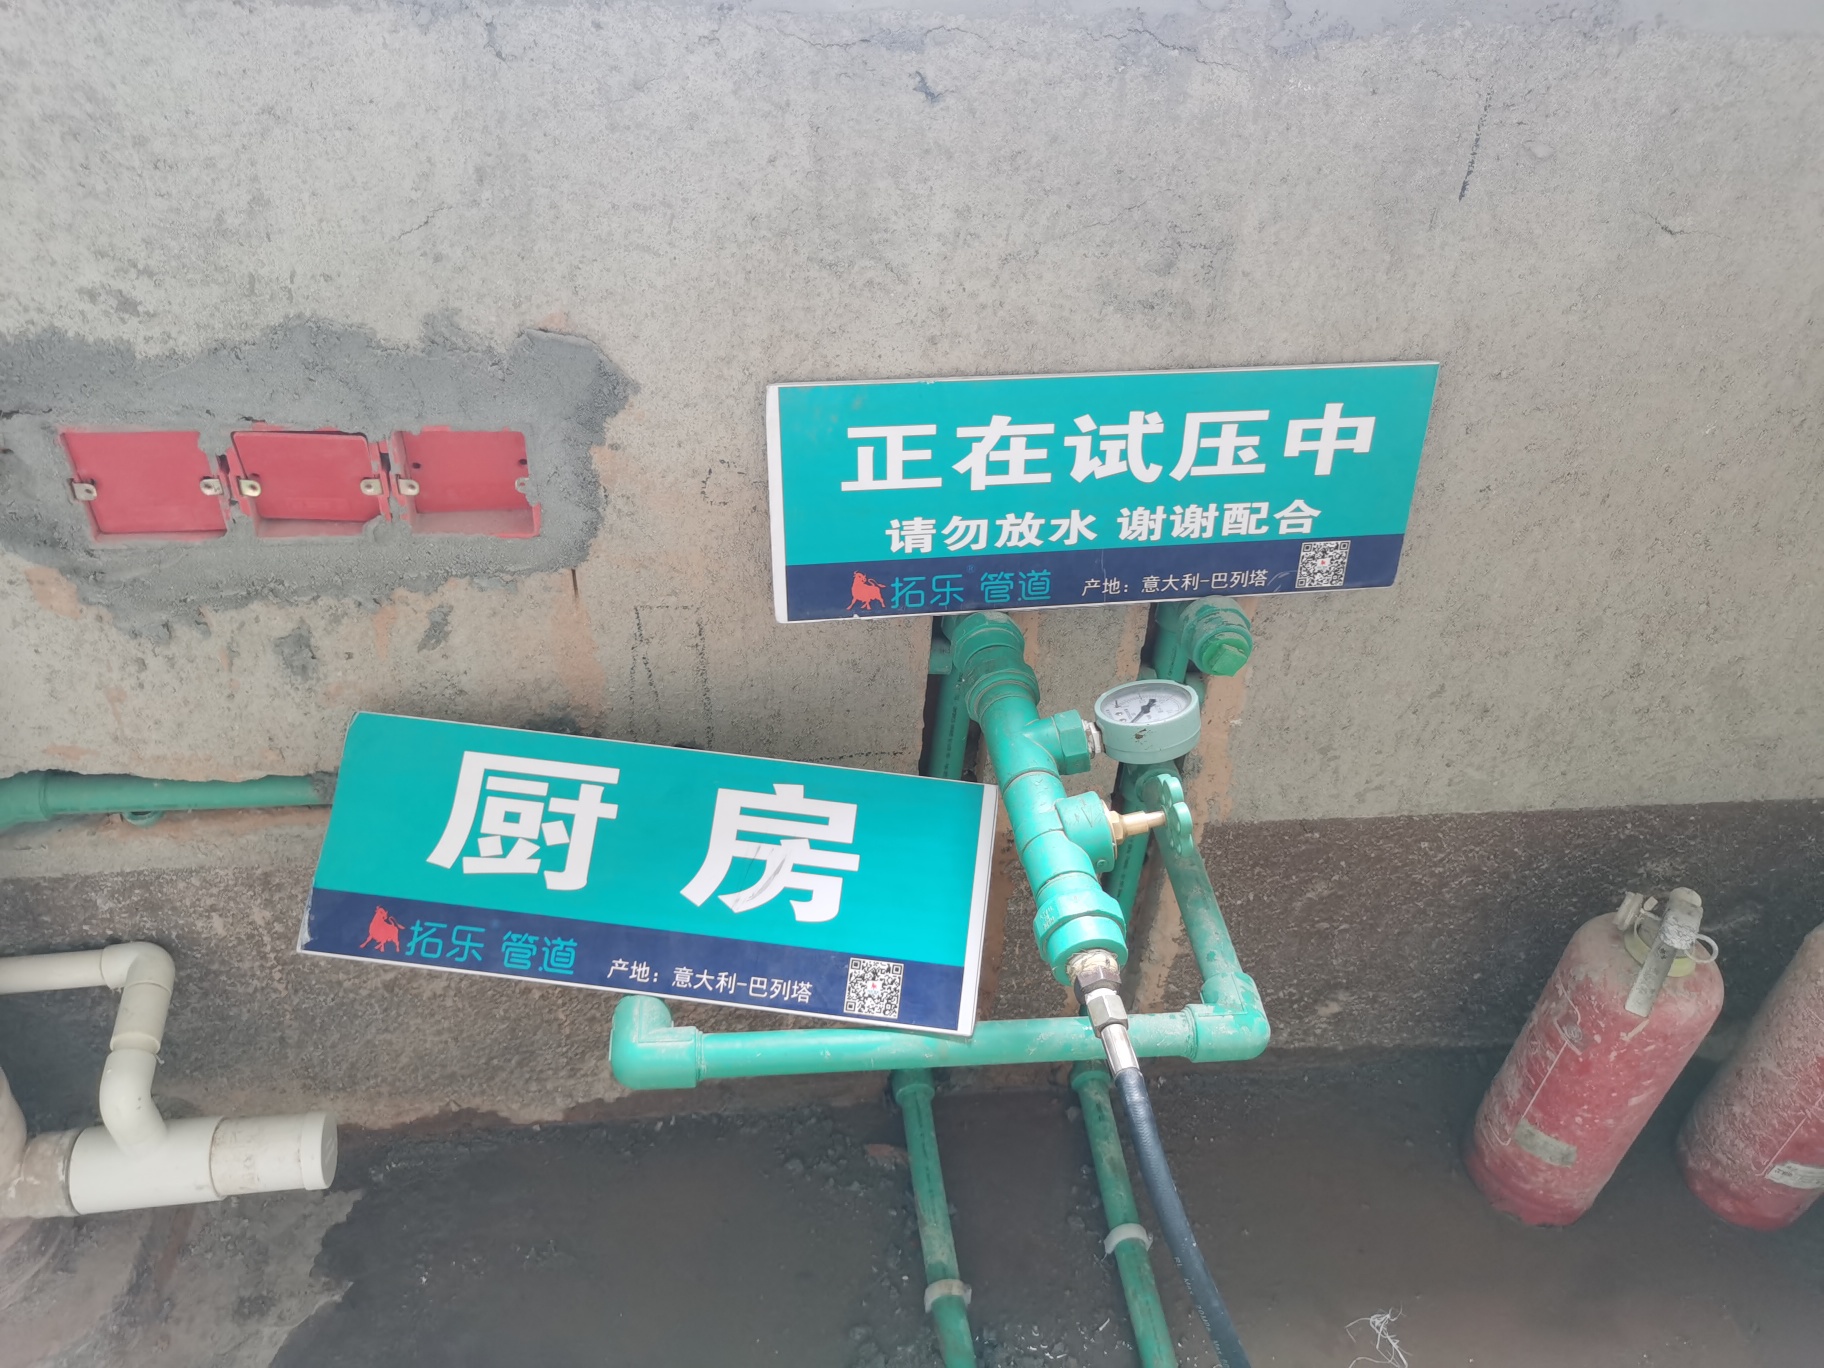 正在试压中
请勿放水 谢谢配合
拓乐® 管道 产地：意大利-巴列塔
厨房
拓乐 管道 产地：意大利-巴列塔